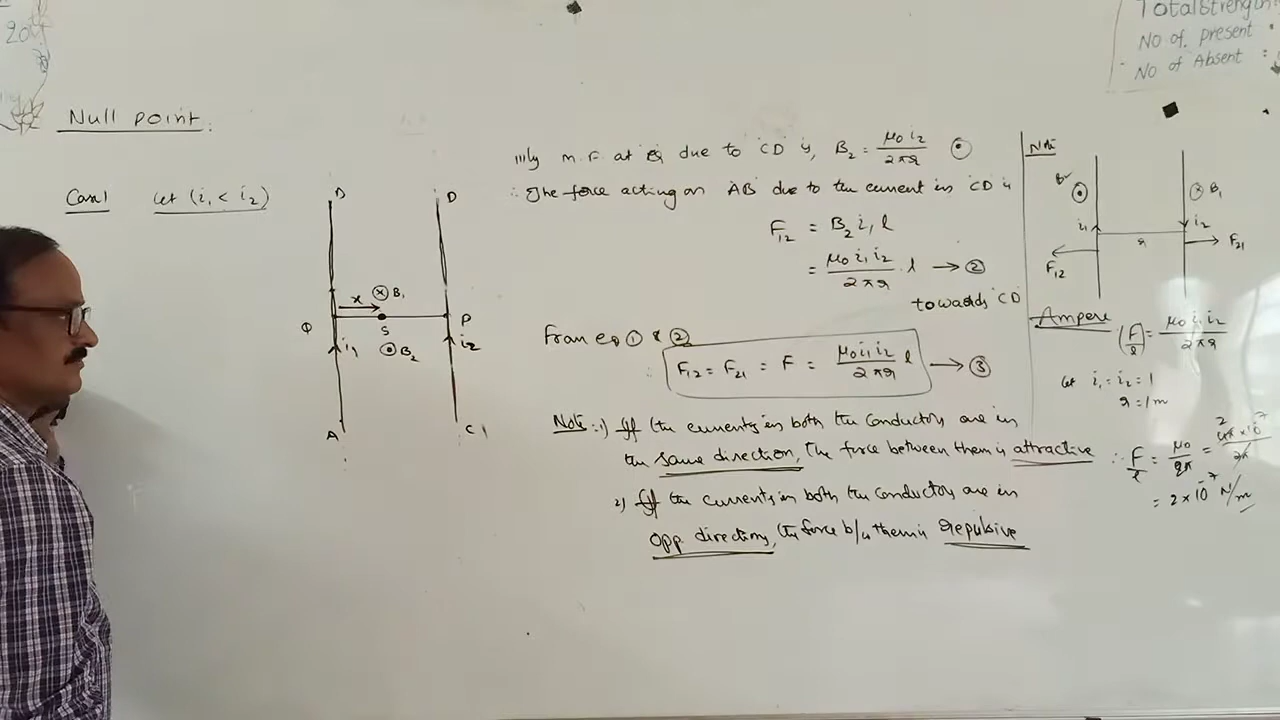 Null point:
Case1 Let (i₁ < i₂)
B D
x ⊗ B₁
Q S P
⊙ B₂
i₁ i₂
A C
lllly m.F at Q due to 'CD' is, B₂ = μ₀ i₂ / 2πr ⊙
∴ The force acting on AB due to the current in 'CD' is
F₁₂ = B₂ i₁ l
= μ₀ i₁ i₂ / 2πr . l → ②
towards 'CD'
From eq ① & ②
∴ F₁₂ = F₂₁ = F = μ₀ i₁ i₂ / 2πr l → ③
Note: 1) If the currents in both the conductors are in
the same direction, the force between them is attractive
2) If the currents in both the conductors are in
opp. direction, the force b/w them is repulsive
Note
⊙ ⊗ B₁
i₁ i₂
r
F₁₂ F₂₁
Ampere
(F/l) = μ₀ i₁ i₂ / 2πr
Let i₁ = i₂ = 1
r = 1m
∴ F/l = μ₀ / 2π = 4π × 10⁻⁷ / 2π
= 2 × 10⁻⁷ N/m
Total Strength
No of present :
No of Absent :